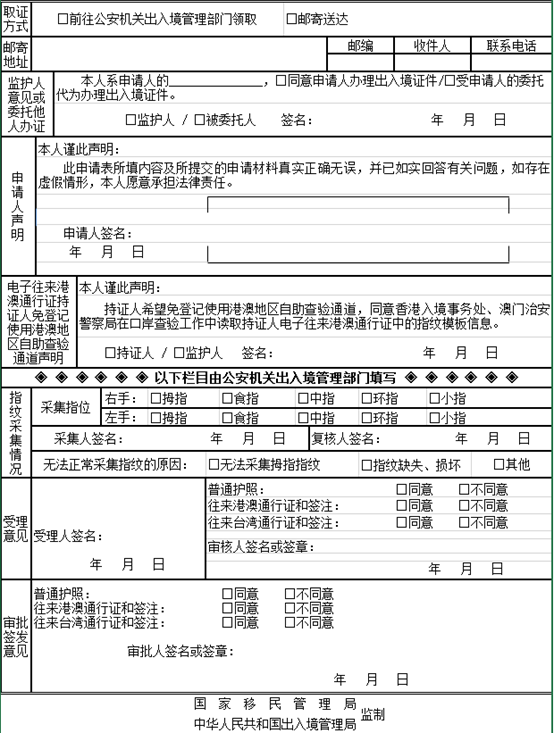 取证方式
□前往公安机关出入境管理部门领取 □邮寄送达
邮寄地址
邮编 收件人 联系电话
监护人意见或委托他人办证
本人系申请人的______________，□同意申请人办理出入境证件/□受申请人的委托
代为办理出入境证件。
□监护人 / □被委托人 签名： 年 月 日
申请人声明
本人谨此声明：
此申请表所填内容及所提交的申请材料真实正确无误，并已如实回答有关问题，如存在
虚假情形，本人愿意承担法律责任。
申请人签名：
年 月 日
电子往来港澳通行证持证人免登记使用港澳地区自助查验通道声明
本人谨此声明：
持证人希望免登记使用港澳地区自助查验通道，同意香港入境事务处、澳门治安
警察局在口岸查验工作中读取持证人电子往来港澳通行证中的指纹模板信息。
□持证人 / □监护人 签名： 年 月 日
◈ ◈ ◈ ◈ ◈ ◈ 以下栏目由公安机关出入境管理部门填写 ◈ ◈ ◈ ◈ ◈ ◈
指纹采集情况
采集指位
右手： □拇指 □食指 □中指 □环指 □小指
左手： □拇指 □食指 □中指 □环指 □小指
采集人签名： 年 月 日 复核人签名： 年 月 日
无法正常采集指纹的原因： □无法采集拇指指纹 □指纹缺失、损坏 □其他
受理意见
受理人签名：
年 月 日
普通护照： □同意 □不同意
往来港澳通行证和签注： □同意 □不同意
往来台湾通行证和签注： □同意 □不同意
审核人签名或签章：
年 月 日
审批签发意见
普通护照： □同意 □不同意
往来港澳通行证和签注： □同意 □不同意
往来台湾通行证和签注： □同意 □不同意
审批人签名或签章：
年 月 日
国 家 移 民 管 理 局
中华人民共和国出入境管理局 监制